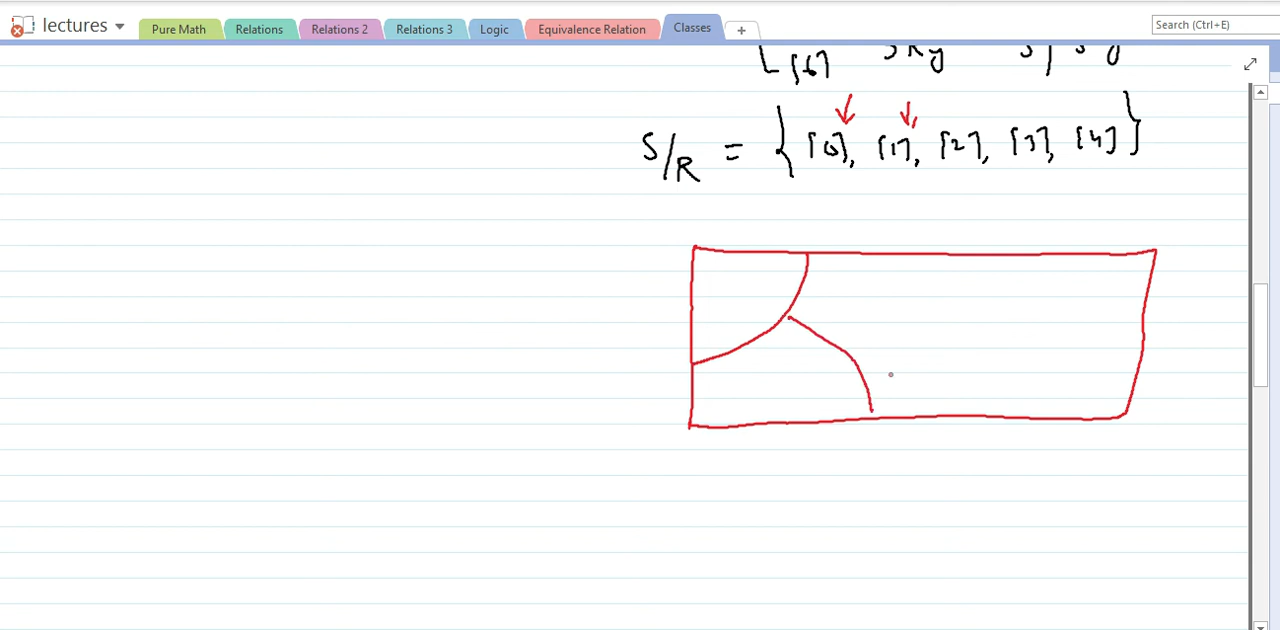 lectures
Pure Math Relations Relations 2 Relations 3 Logic Equivalence Relation Classes +
Search (Ctrl+E)
S/R = { [0], [1], [2], [3], [4] }